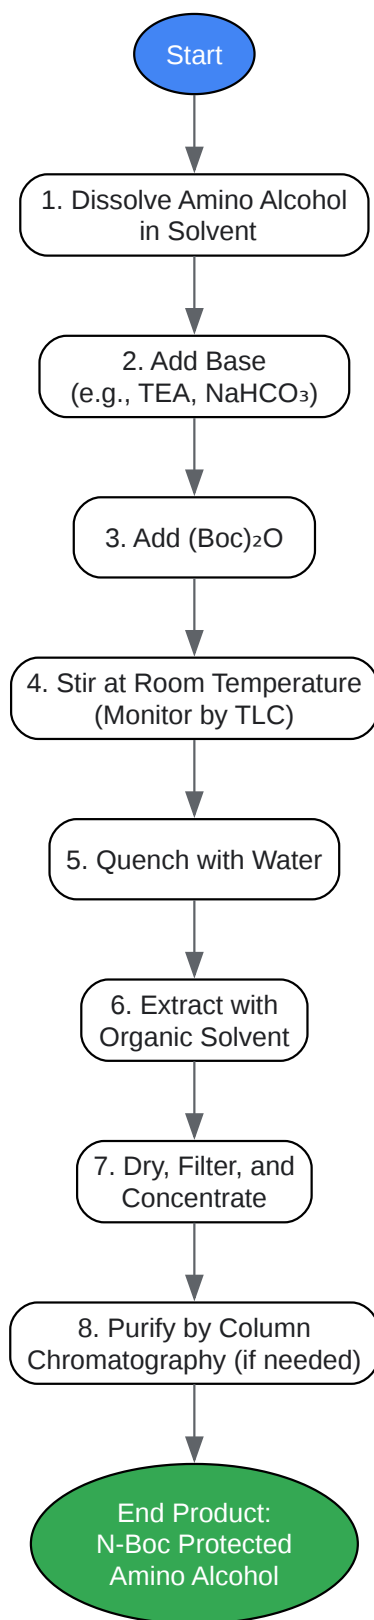 Start
1. Dissolve Amino Alcohol
in Solvent
2. Add Base
(e.g., TEA, NaHCO₃)
3. Add (Boc)₂O
4. Stir at Room Temperature
(Monitor by TLC)
5. Quench with Water
6. Extract with
Organic Solvent
7. Dry, Filter, and
Concentrate
8. Purify by Column
Chromatography (if needed)
End Product:
N-Boc Protected
Amino Alcohol